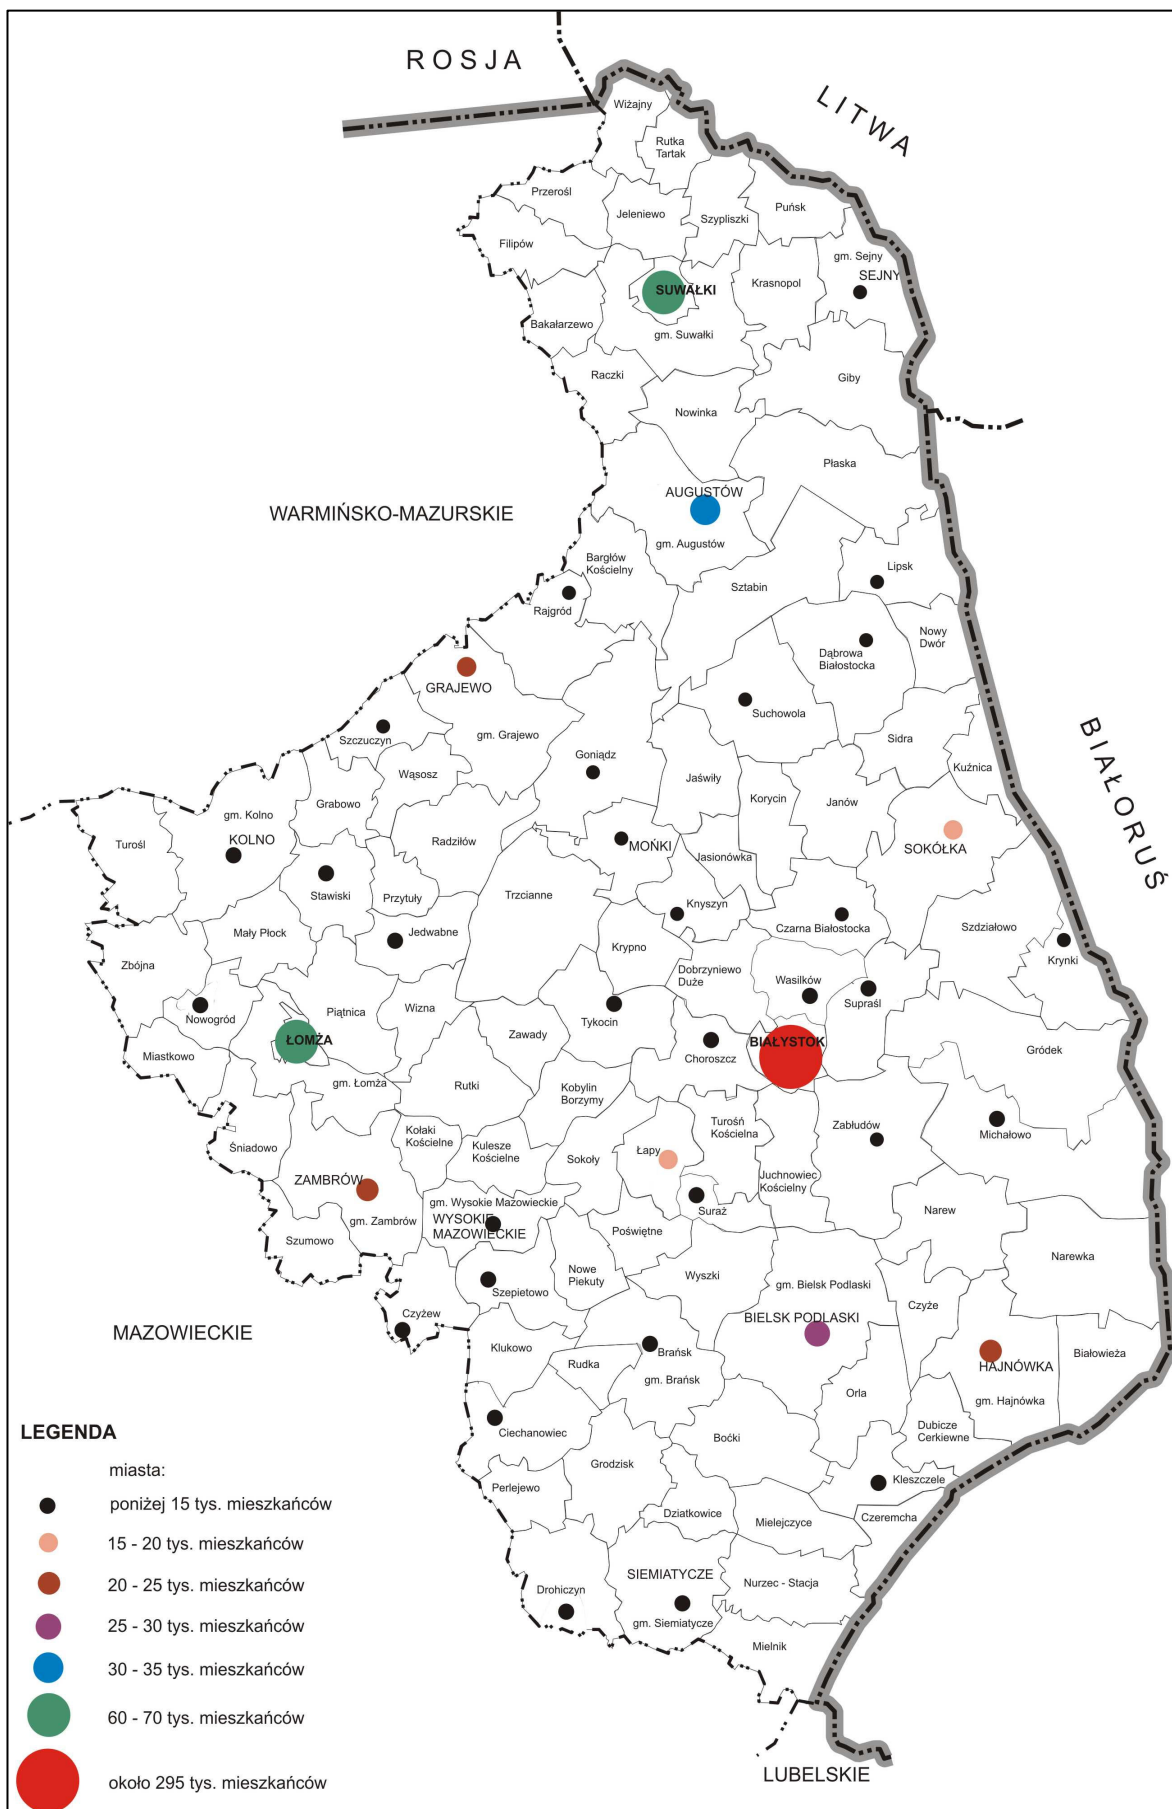 ROSJA
LITWA
Wiżajny
Rutka
Tartak
Przerośl
Jeleniewo
Szypliszki
Puńsk
Filipów
gm. Sejny
SEJNY
SUWAŁKI
Krasnopol
Bakałarzewo
gm. Suwałki
Raczki
Giby
Nowinka
Płaska
AUGUSTÓW
WARMIŃSKO-MAZURSKIE
gm. Augustów
Bargłów
Kościelny
Lipsk
Sztabin
Rajgród
Nowy
Dwór
Dąbrowa
Białostocka
GRAJEWO
Suchowola
gm. Grajewo
Szczuczyn
Sidra
Goniądz
Kuźnica
BIAŁORUŚ
Wąsosz
Jaświły
Korycin
Janów
Grabowo
gm. Kolno
KOLNO
Turośl
Radziłów
MOŃKI
Jasionówka
SOKÓŁKA
Stawiski
Przytuły
Trzcianne
Knyszyn
Czarna Białostocka
Szdziałowo
Mały Płock
Jedwabne
Krypno
Krynki
Zbójna
Dobrzyniewo
Duże
Wasilków
Supraśl
Nowogród
Piątnica
Wizna
Tykocin
Zawady
ŁOMŻA
BIAŁYSTOK
Miastkowo
Choroszcz
Gródek
gm. Łomża
Rutki
Kobylin
Borzymy
Turośń
Kościelna
Zabłudów
Michałowo
Śniadowo
Kołaki
Kościelne
Kulesze
Kościelne
Sokoły
Łapy
Juchnowiec
Kościelny
ZAMBRÓW
gm. Wysokie Mazowieckie
WYSOKIE
MAZOWIECKIE
Suraż
gm. Zambrów
Narew
Szumowo
Poświętne
Narewka
Nowe
Piekuty
Wyszki
gm. Bielsk Podlaski
Szepietowo
Czyże
Czyżew
BIELSK PODLASKI
MAZOWIECKIE
Klukowo
Rudka
Brańsk
gm. Brańsk
HAJNÓWKA
Białowieża
Orla
gm. Hajnówka
Ciechanowiec
Boćki
Dubicze
Cerkiewne
Grodzisk
Perlejewo
Kleszczele
Dziatkowice
Mielejczyce
Czeremcha
SIEMIATYCZE
Drohiczyn
Nurzec - Stacja
gm. Siemiatycze
Mielnik
LUBELSKIE
LEGENDA
miasta:
poniżej 15 tys. mieszkańców
15 - 20 tys. mieszkańców
20 - 25 tys. mieszkańców
25 - 30 tys. mieszkańców
30 - 35 tys. mieszkańców
60 - 70 tys. mieszkańców
około 295 tys. mieszkańców